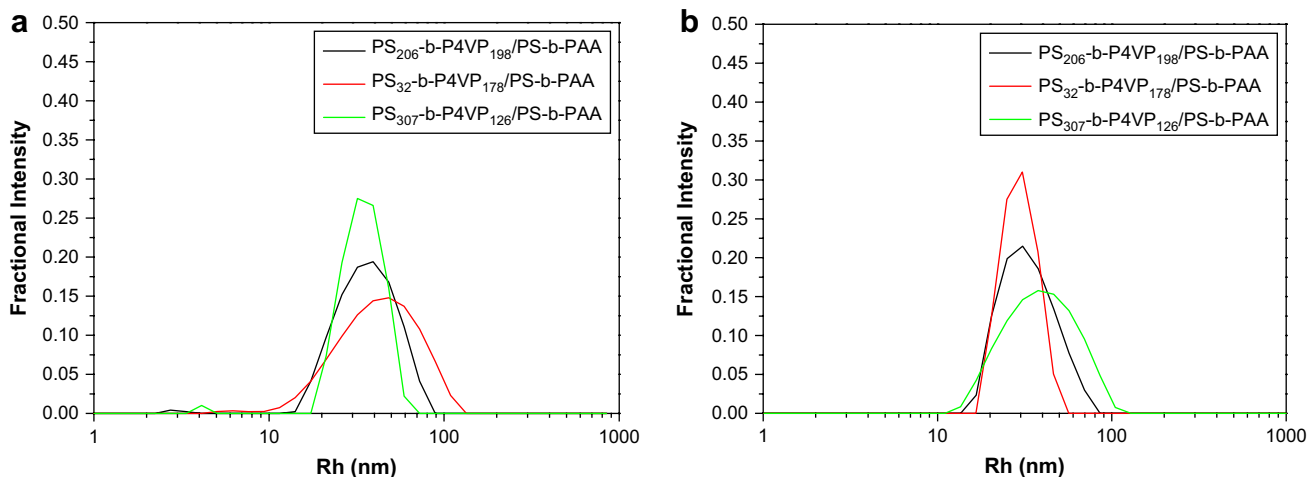 a
0.50
0.45
0.40
0.35
0.30
0.25
0.20
0.15
0.10
0.05
0.00
Fractional Intensity
PS206-b-P4VP198/PS-b-PAA
PS32-b-P4VP178/PS-b-PAA
PS307-b-P4VP126/PS-b-PAA
1
10
100
1000
Rh (nm)
b
0.50
0.45
0.40
0.35
0.30
0.25
0.20
0.15
0.10
0.05
0.00
Fractional Intensity
PS206-b-P4VP198/PS-b-PAA
PS32-b-P4VP178/PS-b-PAA
PS307-b-P4VP126/PS-b-PAA
1
10
100
1000
Rh (nm)